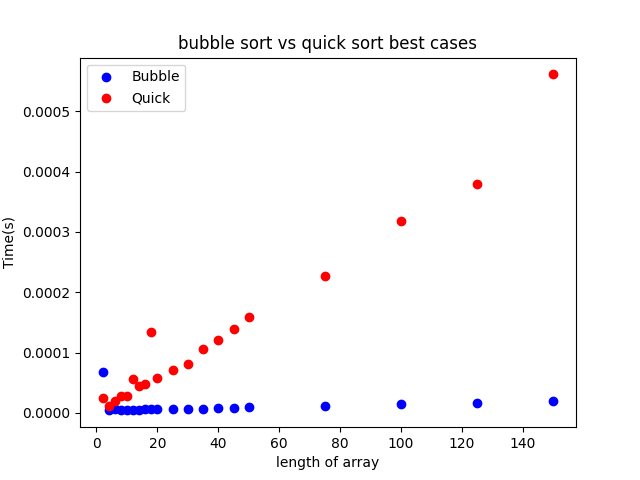 bubble sort vs quick sort best cases
Bubble
Quick
Time(s)
0.0005
0.0004
0.0003
0.0002
0.0001
0.0000
0 20 40 60 80 100 120 140
length of array